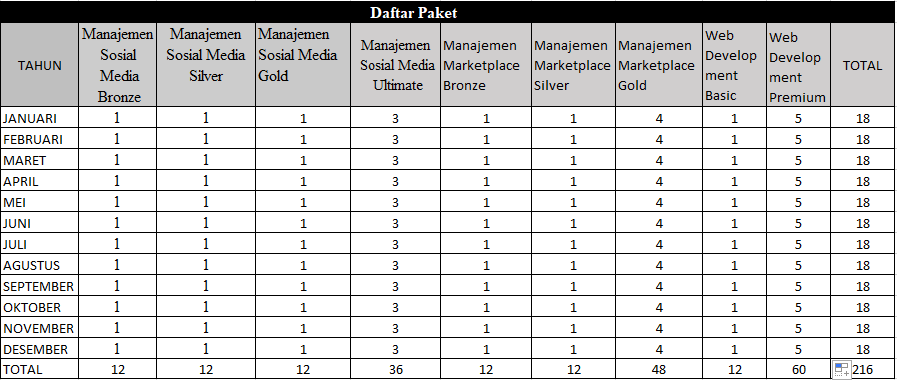 Daftar Paket
TAHUN Manajemen Sosial Media Bronze Manajemen Sosial Media Silver Manajemen Sosial Media Gold Manajemen Sosial Media Ultimate Manajemen Marketplace Bronze Manajemen Marketplace Silver Manajemen Marketplace Gold Web Develop ment Basic Web Develop ment Premium TOTAL
JANUARI 1 1 1 3 1 1 4 1 5 18
FEBRUARI 1 1 1 3 1 1 4 1 5 18
MARET 1 1 1 3 1 1 4 1 5 18
APRIL 1 1 1 3 1 1 4 1 5 18
MEI 1 1 1 3 1 1 4 1 5 18
JUNI 1 1 1 3 1 1 4 1 5 18
JULI 1 1 1 3 1 1 4 1 5 18
AGUSTUS 1 1 1 3 1 1 4 1 5 18
SEPTEMBER 1 1 1 3 1 1 4 1 5 18
OKTOBER 1 1 1 3 1 1 4 1 5 18
NOVEMBER 1 1 1 3 1 1 4 1 5 18
DESEMBER 1 1 1 3 1 1 4 1 5 18
TOTAL 12 12 12 36 12 12 48 12 60 216